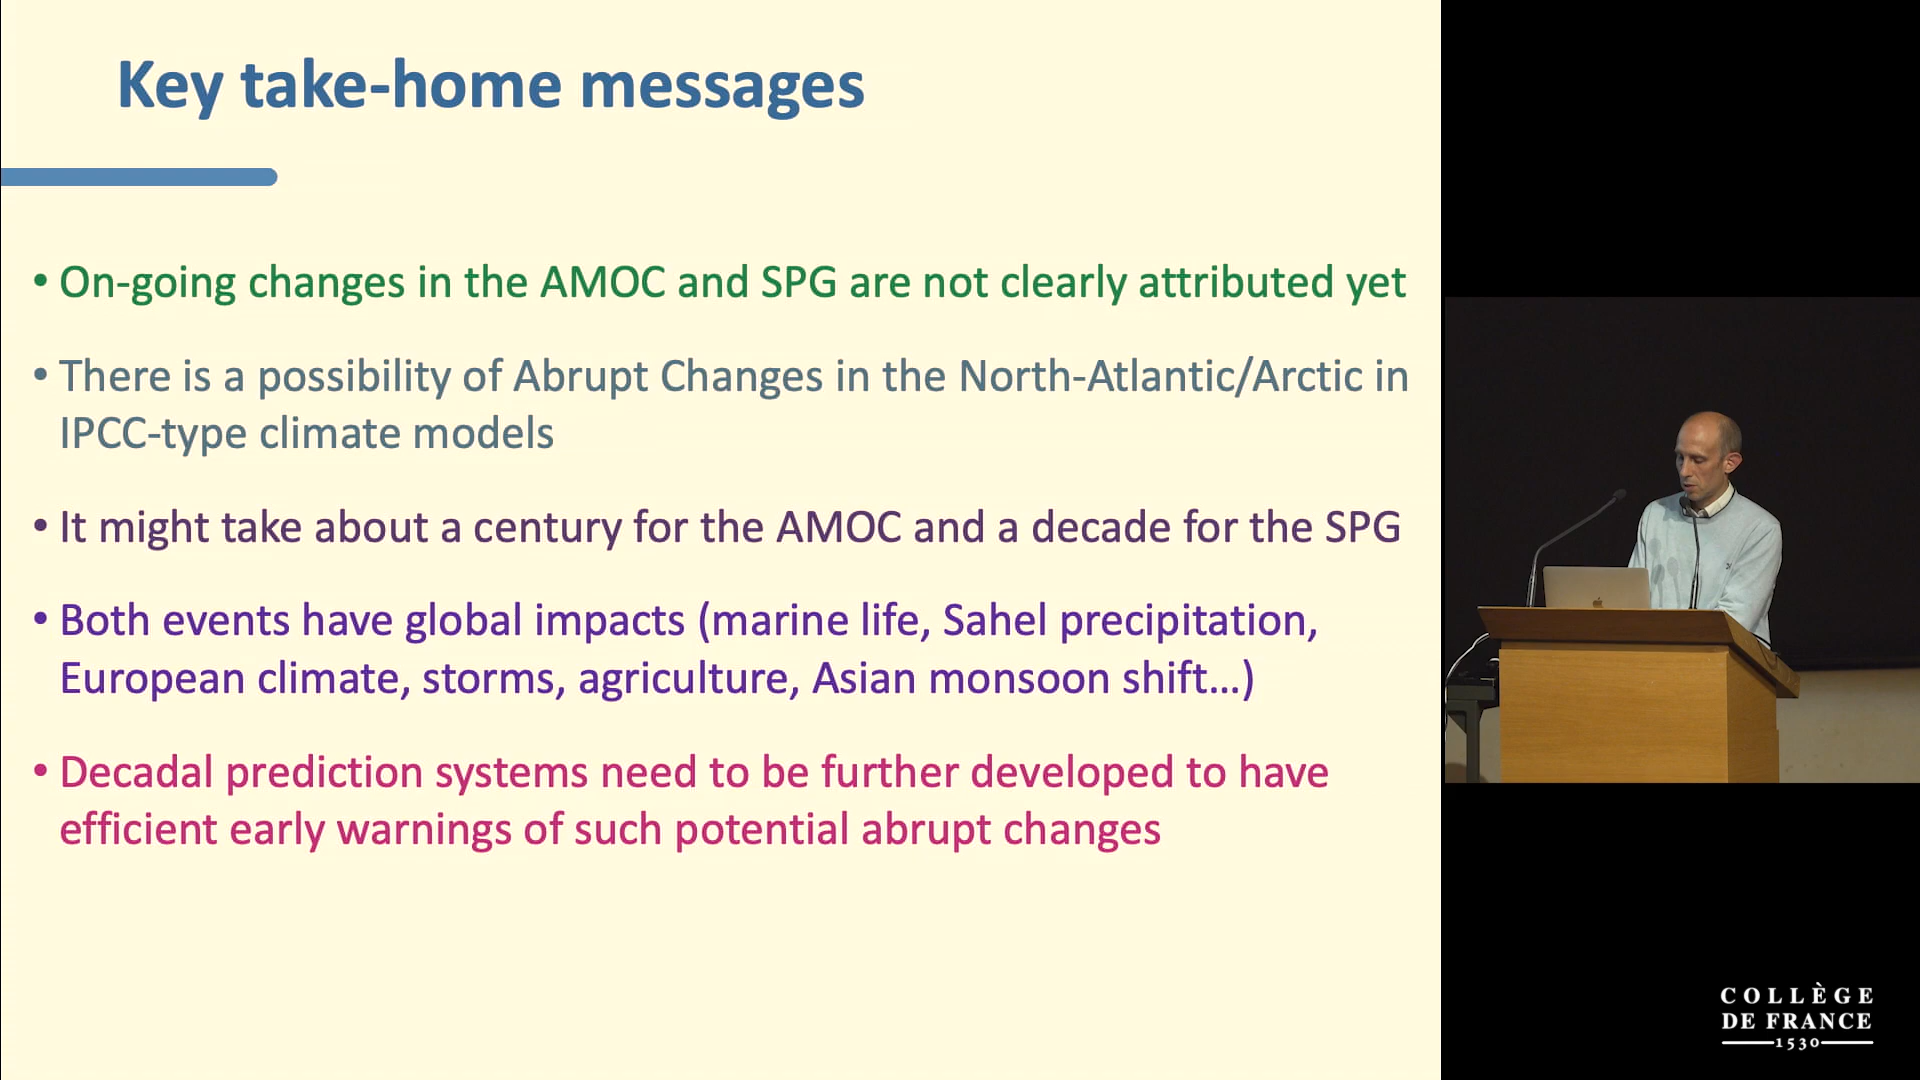 Key take-home messages
• On-going changes in the AMOC and SPG are not clearly attributed yet
• There is a possibility of Abrupt Changes in the North-Atlantic/Arctic in
IPCC-type climate models
• It might take about a century for the AMOC and a decade for the SPG
• Both events have global impacts (marine life, Sahel precipitation,
European climate, storms, agriculture, Asian monsoon shift...)
• Decadal prediction systems need to be further developed to have
efficient early warnings of such potential abrupt changes
COLLÈGE
DE FRANCE
1530